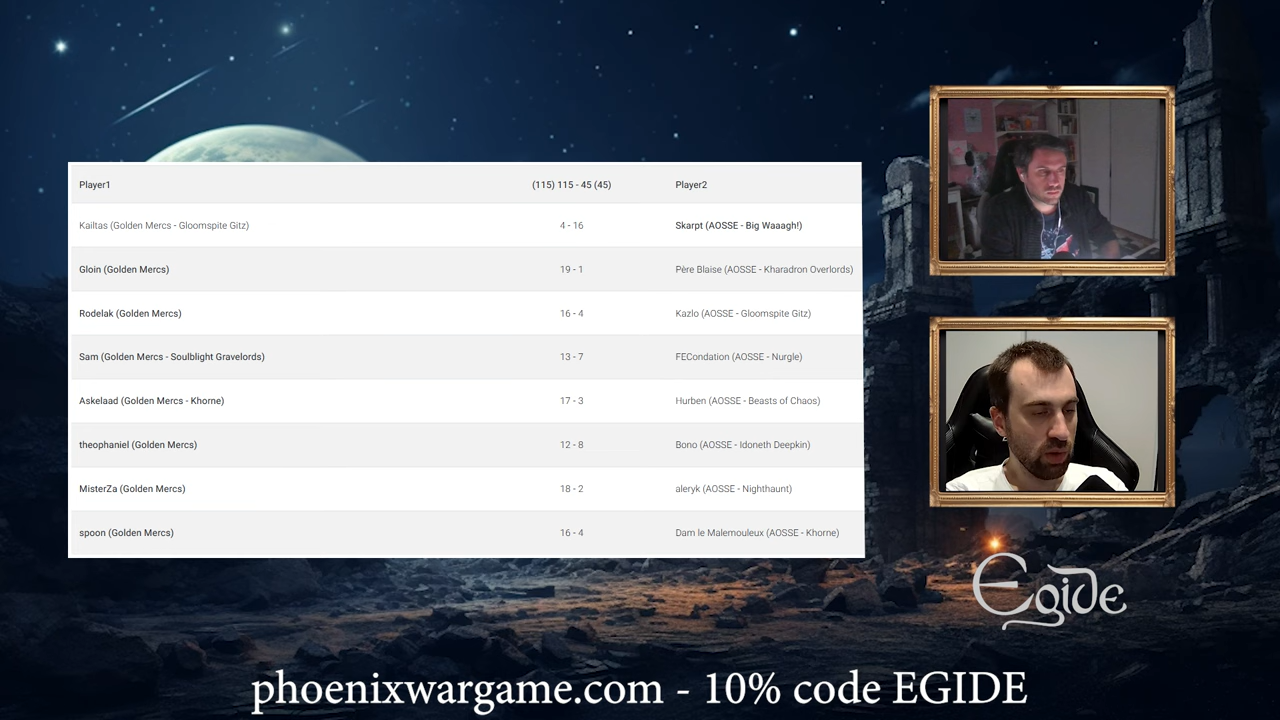 Player1 (115) 115 - 45 (45) Player2
Kailtas (Golden Mercs - Gloomspite Gitz) 4 - 16 Skarpt (AOSSE - Big Waaagh!)
Gloin (Golden Mercs) 19 - 1 Père Blaise (AOSSE - Kharadron Overlords)
Rodelak (Golden Mercs) 16 - 4 Kazlo (AOSSE - Gloomspite Gitz)
Sam (Golden Mercs - Soulblight Gravelords) 13 - 7 FECondation (AOSSE - Nurgle)
Askelaad (Golden Mercs - Khorne) 17 - 3 Hurben (AOSSE - Beasts of Chaos)
theophaniel (Golden Mercs) 12 - 8 Bono (AOSSE - Idoneth Deepkin)
MisterZa (Golden Mercs) 18 - 2 aleryk (AOSSE - Nighthaunt)
spoon (Golden Mercs) 16 - 4 Dam le Malemouleux (AOSSE - Khorne)
Egide
phoenixwargame.com - 10% code EGIDE